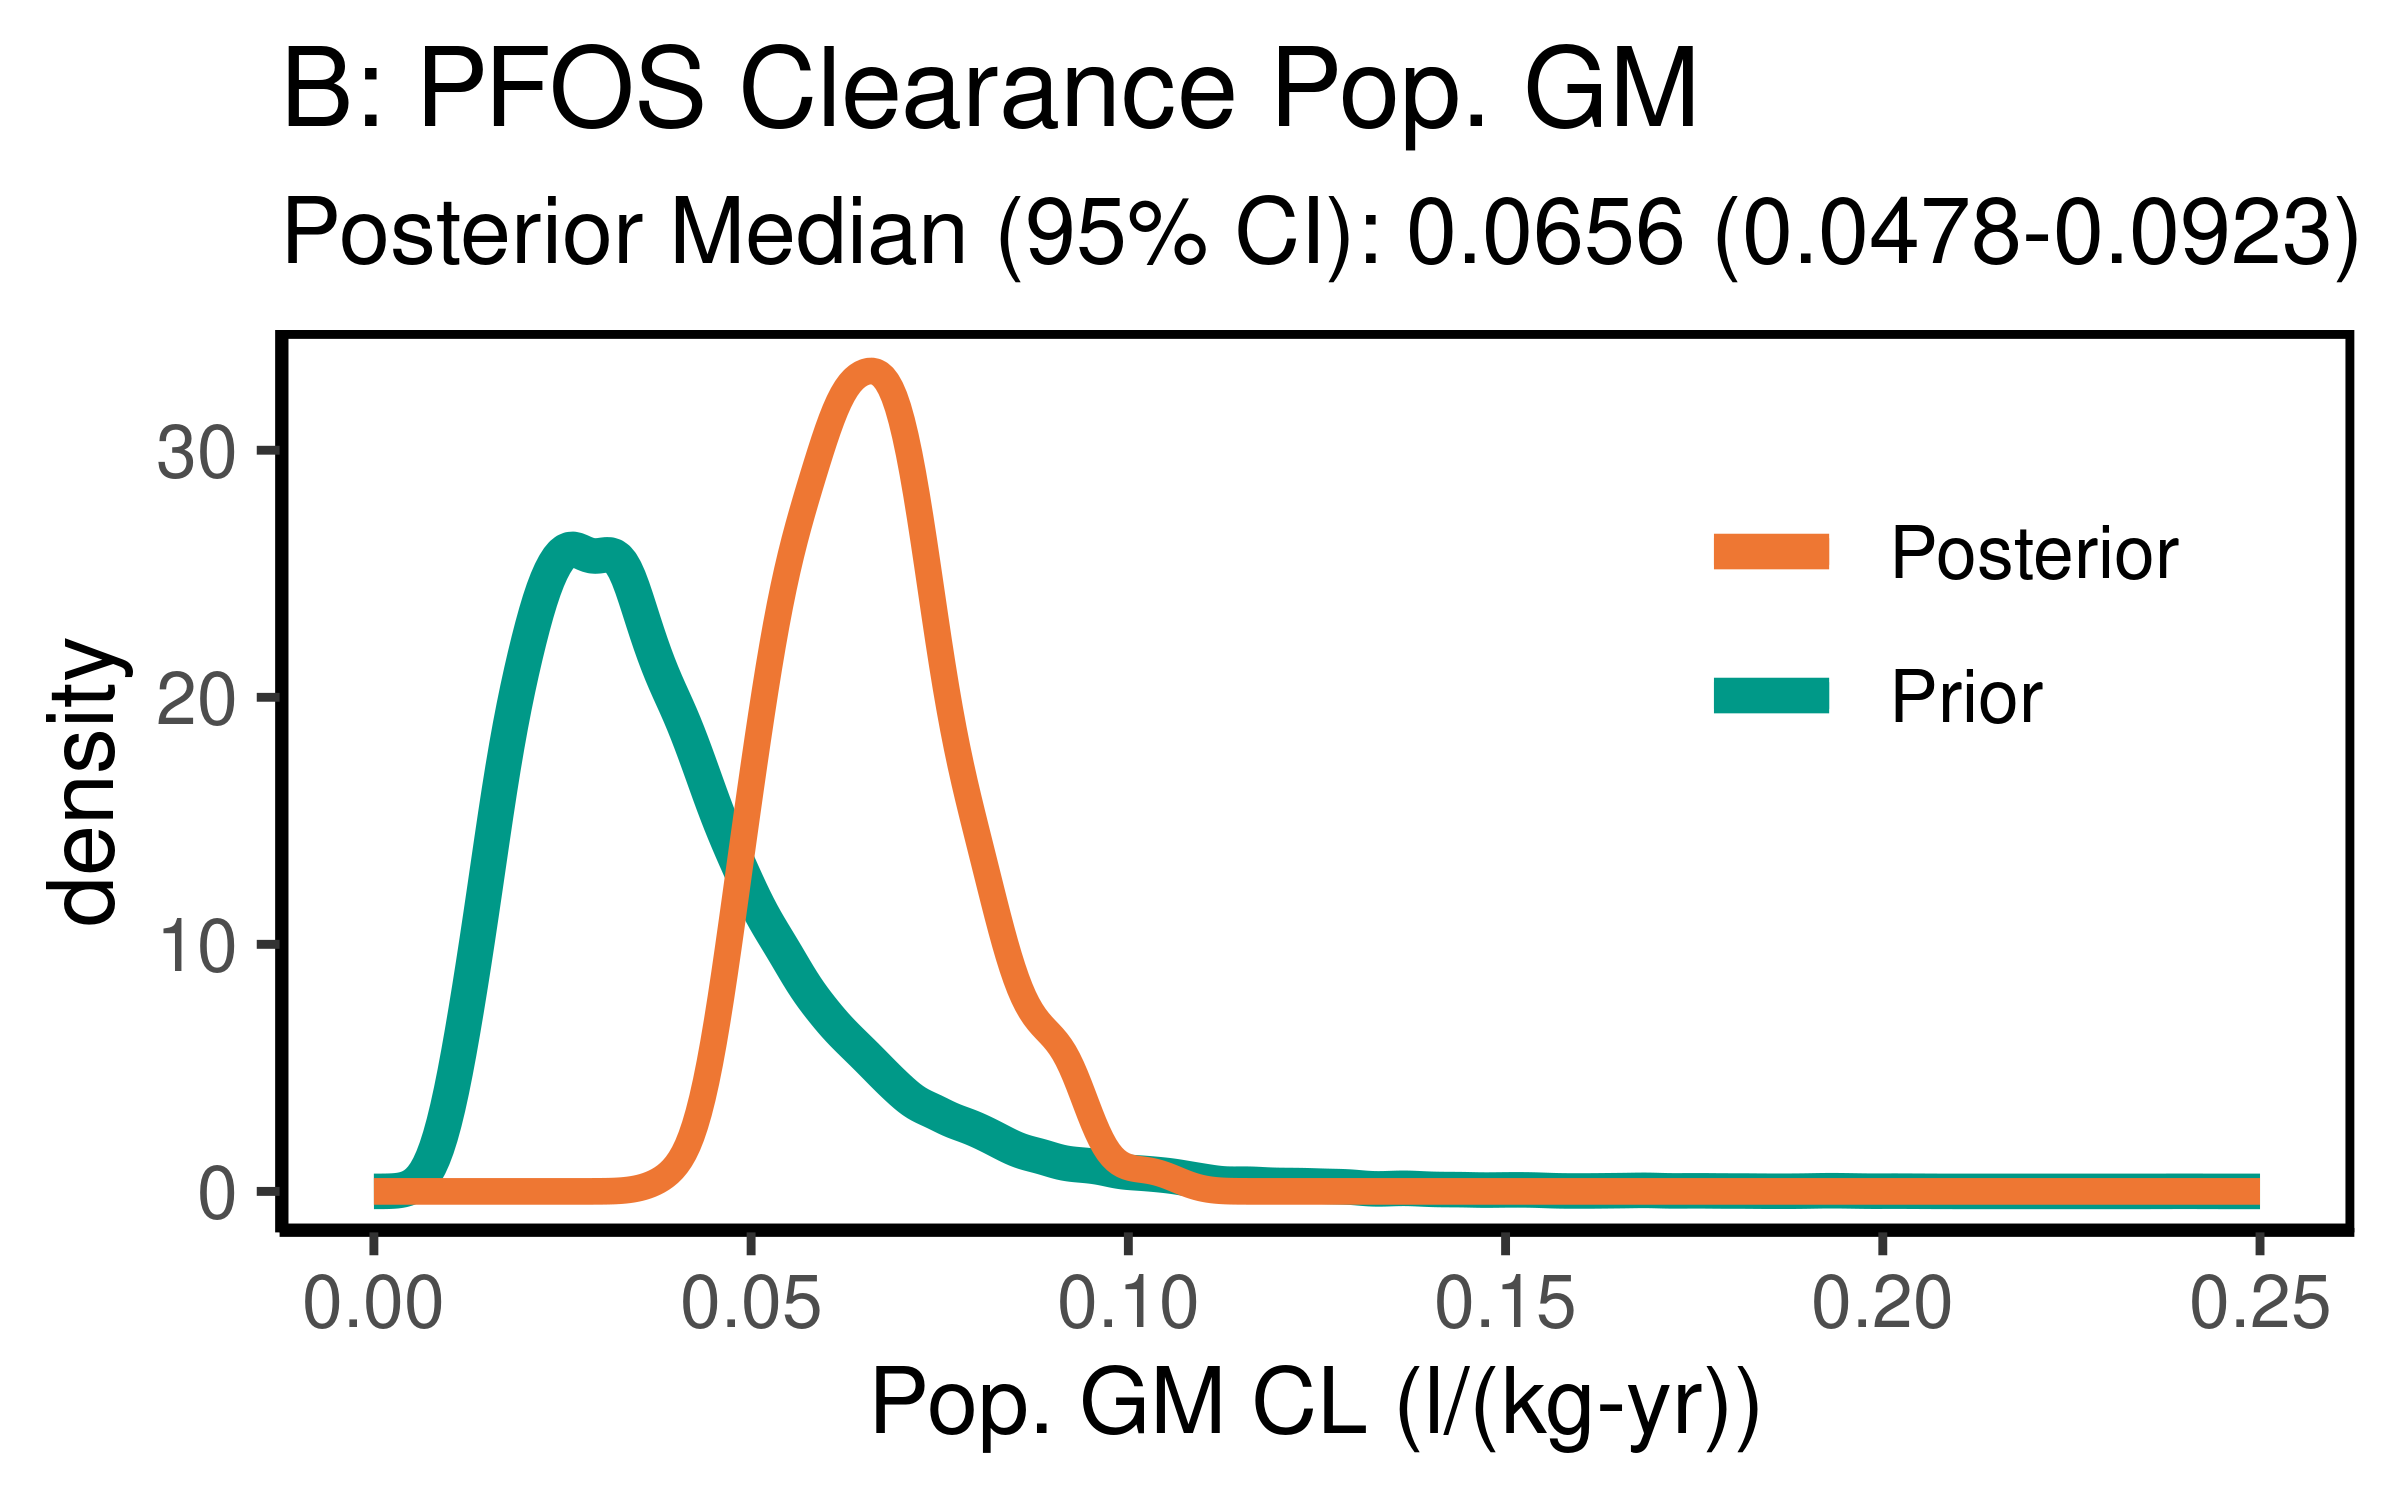 B: PFOS Clearance Pop. GM
Posterior Median (95% CI): 0.0656 (0.0478-0.0923)
density
30
20
10
0
Posterior
Prior
0.00 0.05 0.10 0.15 0.20 0.25
Pop. GM CL (l/(kg-yr))